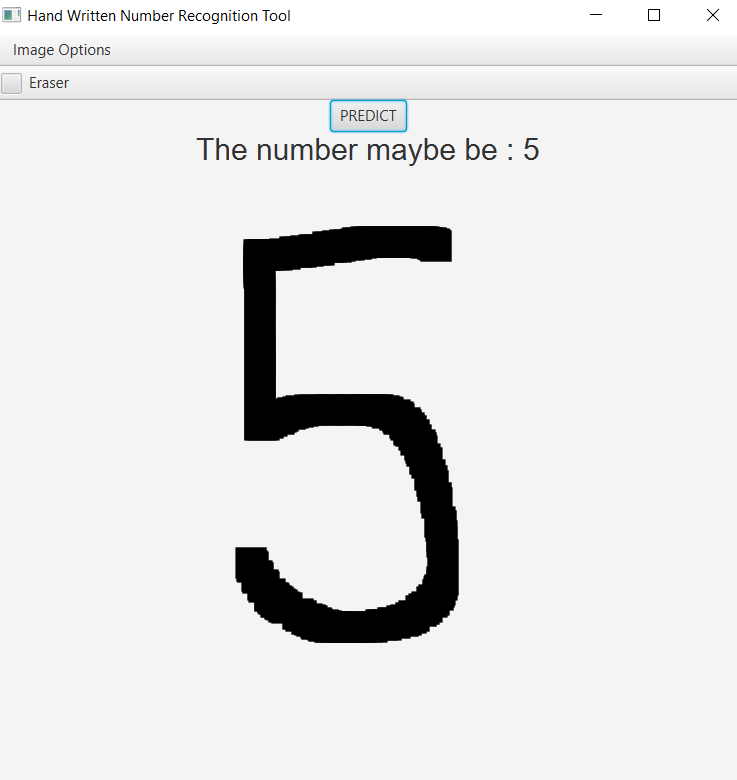 Hand Written Number Recognition Tool
Image Options
Eraser
PREDICT
The number maybe be : 5
5